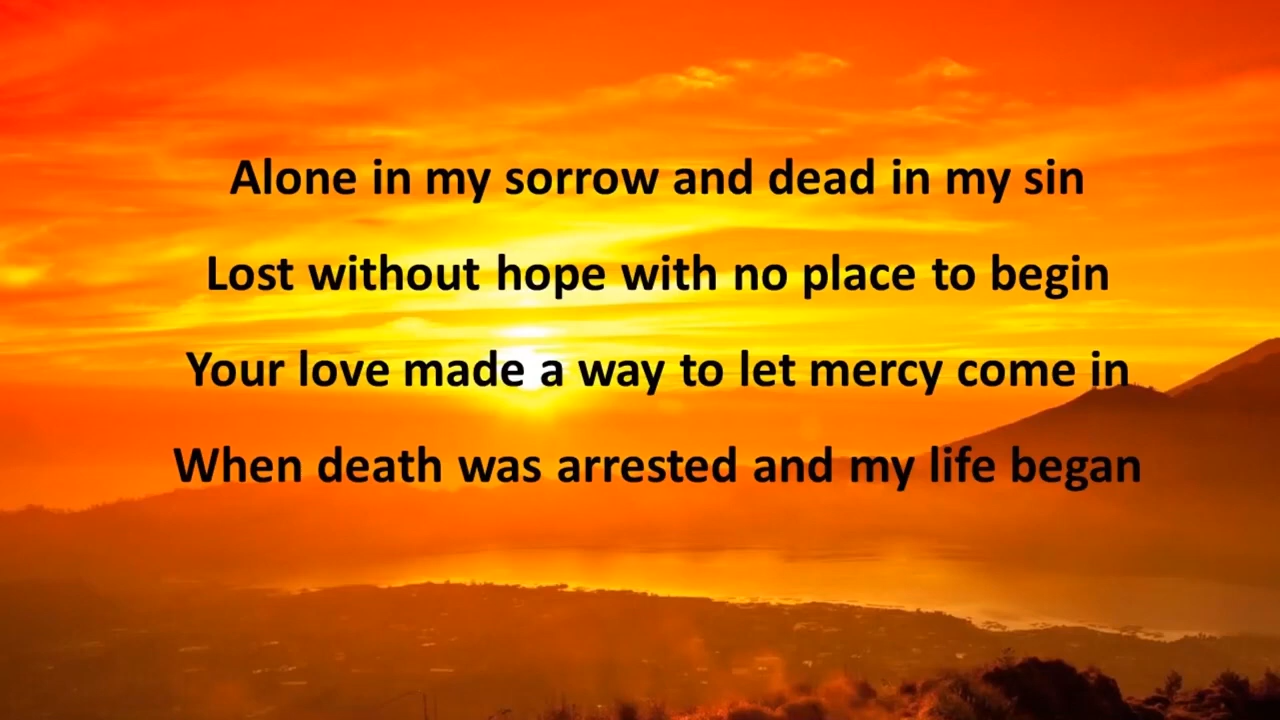 Alone in my sorrow and dead in my sin
Lost without hope with no place to begin
Your love made a way to let mercy come in
When death was arrested and my life began